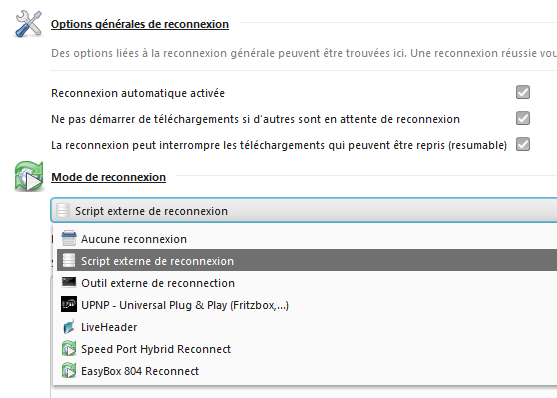 Options générales de reconnexion
Des options liées à la reconnexion générale peuvent être trouvées ici. Une reconnexion réussie vou
Reconnexion automatique activée
Ne pas démarrer de téléchargements si d'autres sont en attente de reconnexion
La reconnexion peut interrompre les téléchargements qui peuvent être repris (resumable)
Mode de reconnexion
Script externe de reconnexion
Aucune reconnexion
Script externe de reconnexion
Outil externe de reconnection
UPNP - Universal Plug & Play (Fritzbox,...)
LiveHeader
Speed Port Hybrid Reconnect
EasyBox 804 Reconnect